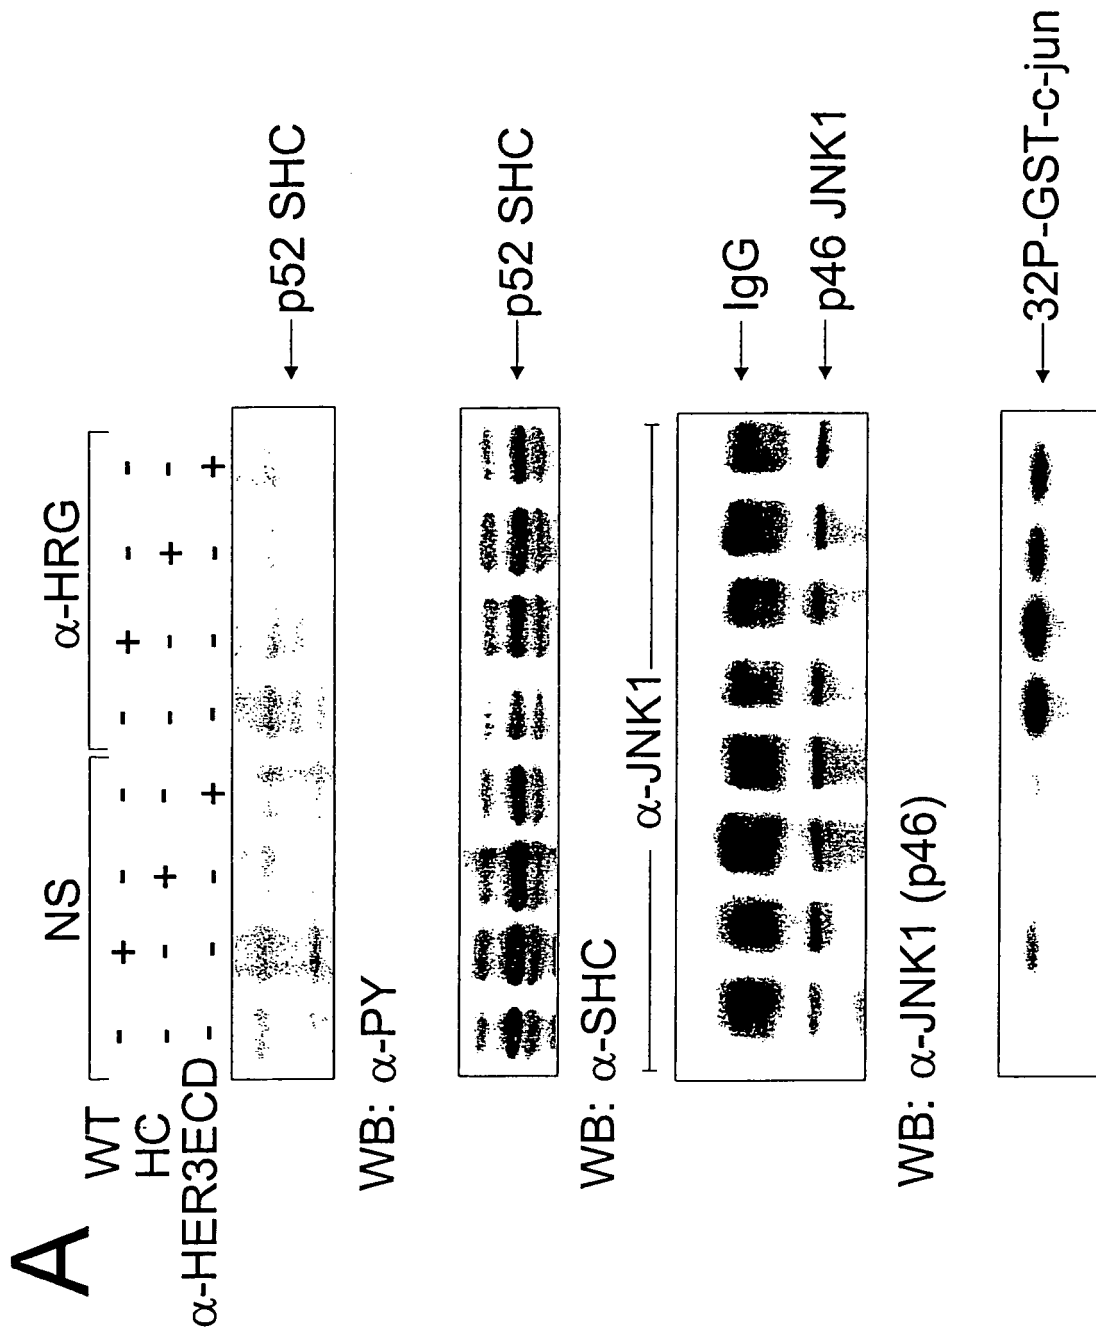 A
NS α-HRG
WT - + - - - + - -
HC - - + - - - + -
α-HER3ECD - - - + - - - +
p52 SHC
WB: α-PY
p52 SHC
WB: α-SHC
α-JNK1
IgG
p46 JNK1
WB: α-JNK1 (p46)
32P-GST-c-jun